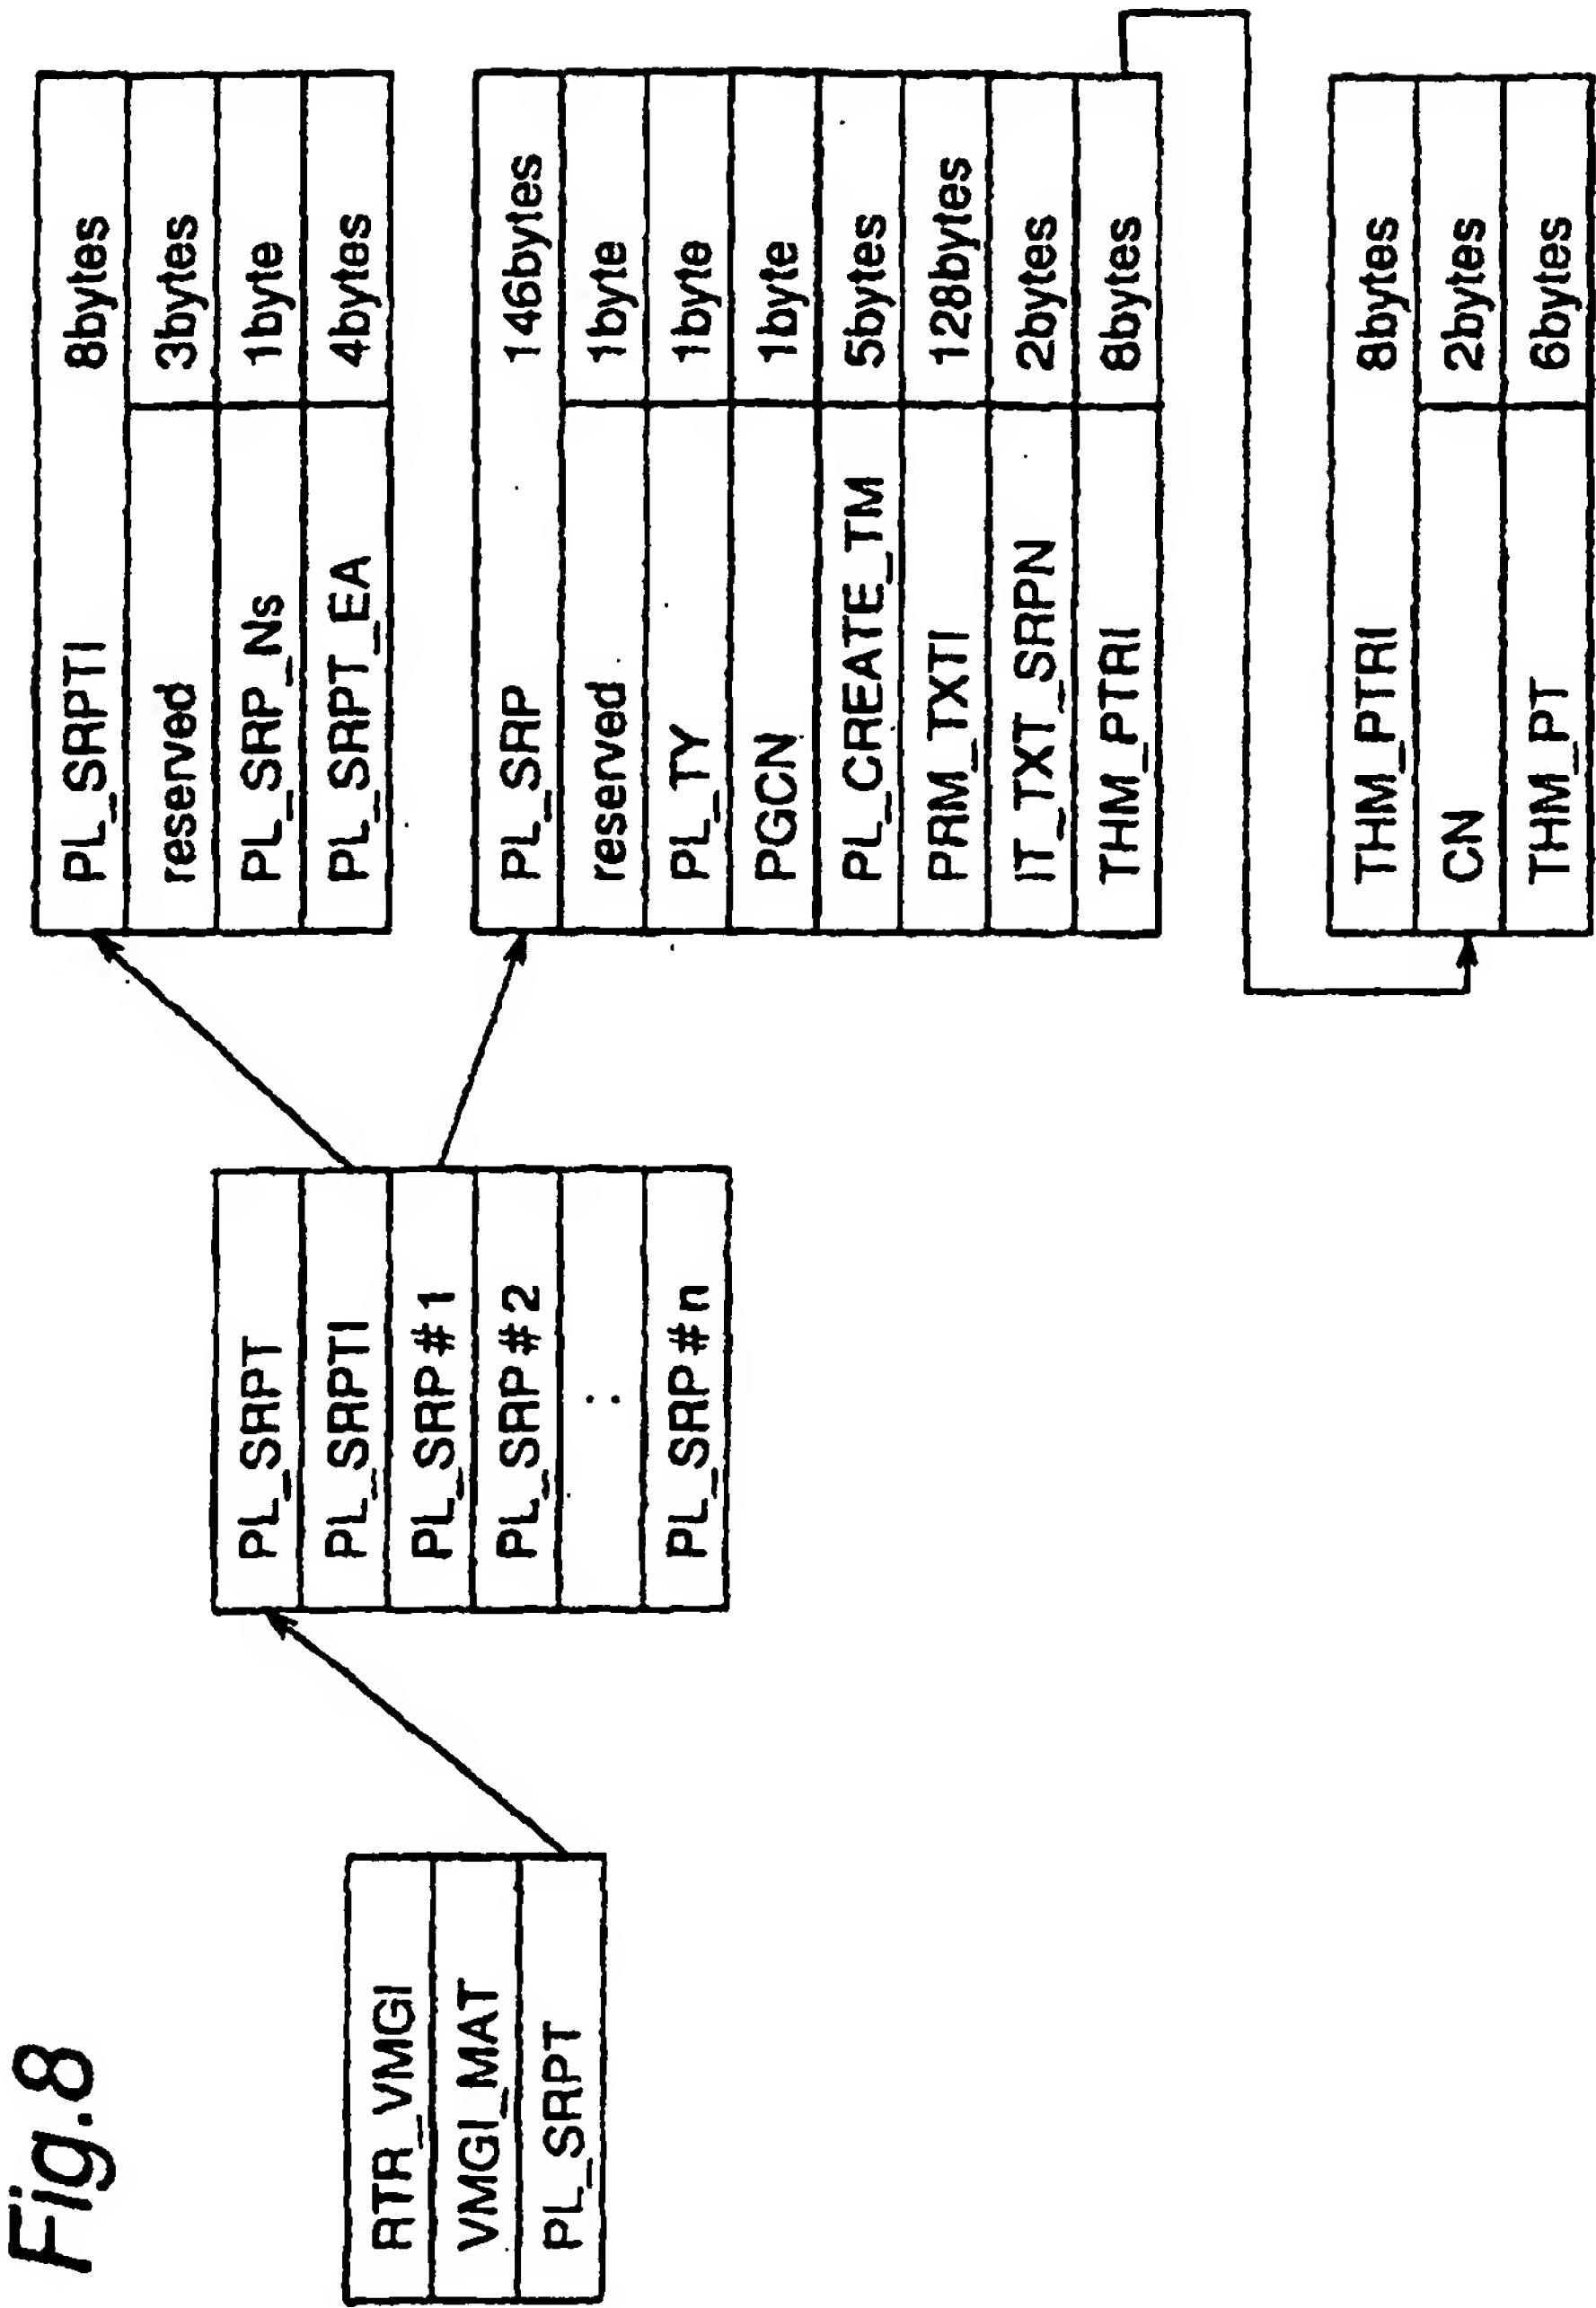 Fig.8
RTR_VMGI
VMGI_MAT
PL_SRPT
PL_SRPT
PL_SRPTI
PL_SRP#1
PL_SRP#2
..
PL_SRP#n
PL_SRPTI 8bytes
reserved 3bytes
PL_SRP_Ns 1byte
PL_SRPT_EA 4bytes
PL_SRP 146bytes
reserved 1byte
PL_TY 1byte
PGCN 1byte
PL_CREATE_TM 5bytes
PRM_TXTI 128bytes
IT_TXT_SRPN 2bytes
THM_PTRI 8bytes
THM_PTRI 8bytes
CN 2bytes
THM_PT 6bytes